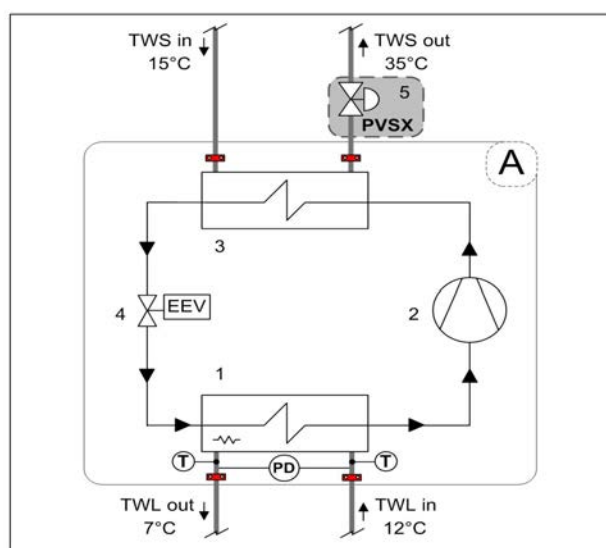 TWS in
15°C
TWS out
35°C
5
PVSX
A
3
4
EEV
2
1
T
PD
T
TWL out
7°C
TWL in
12°C